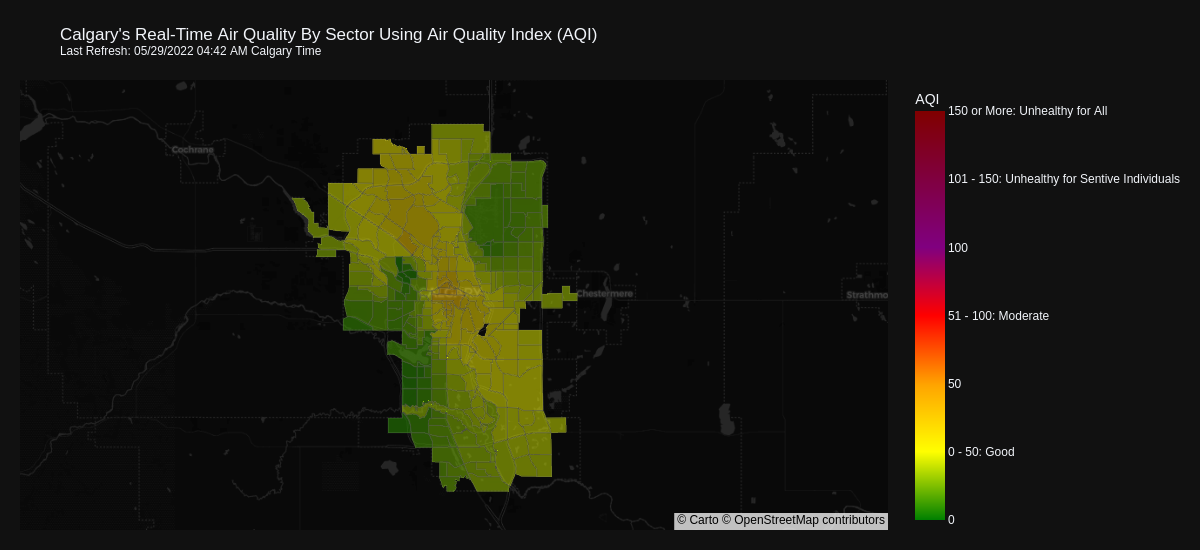 Calgary's Real-Time Air Quality By Sector Using Air Quality Index (AQI)
Last Refresh: 05/29/2022 04:42 AM Calgary Time
AQI
150 or More: Unhealthy for All
Cochrane
101 - 150: Unhealthy for Sentive Individuals
100
Chestermere
Strathmo
51 - 100: Moderate
50
0 - 50: Good
0
© Carto © OpenStreetMap contributors